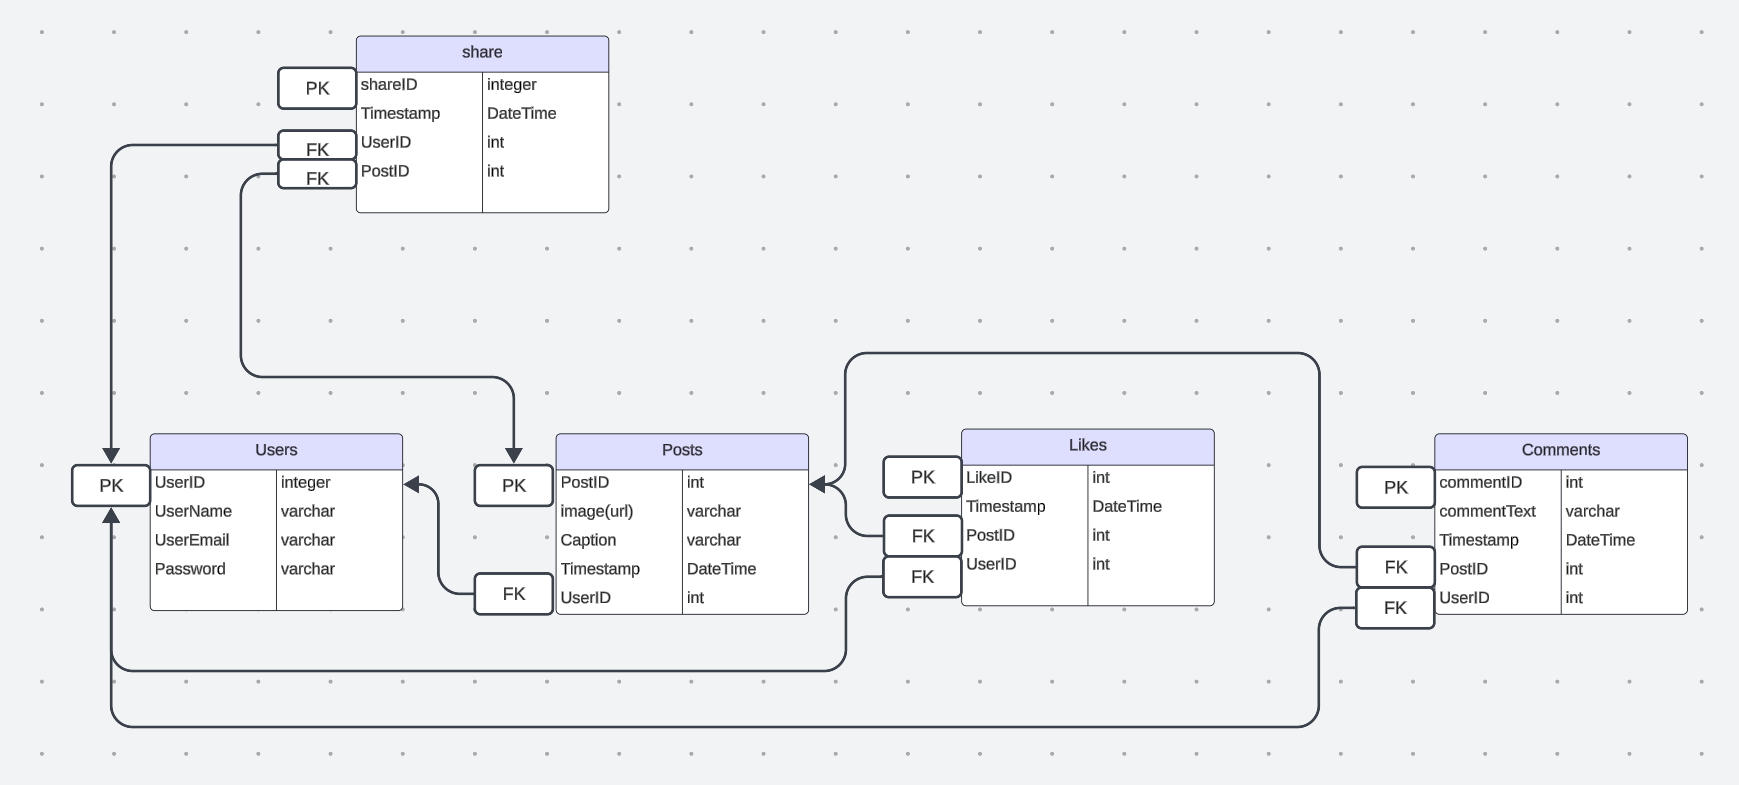 share
PK shareID integer
Timestamp DateTime
FK UserID int
FK PostID int
Users
PK UserID integer
UserName varchar
UserEmail varchar
Password varchar
Posts
PK PostID int
image(url) varchar
Caption varchar
Timestamp DateTime
FK UserID int
Likes
PK LikeID int
Timestamp DateTime
FK PostID int
FK UserID int
Comments
PK commentID int
commentText varchar
Timestamp DateTime
FK PostID int
FK UserID int